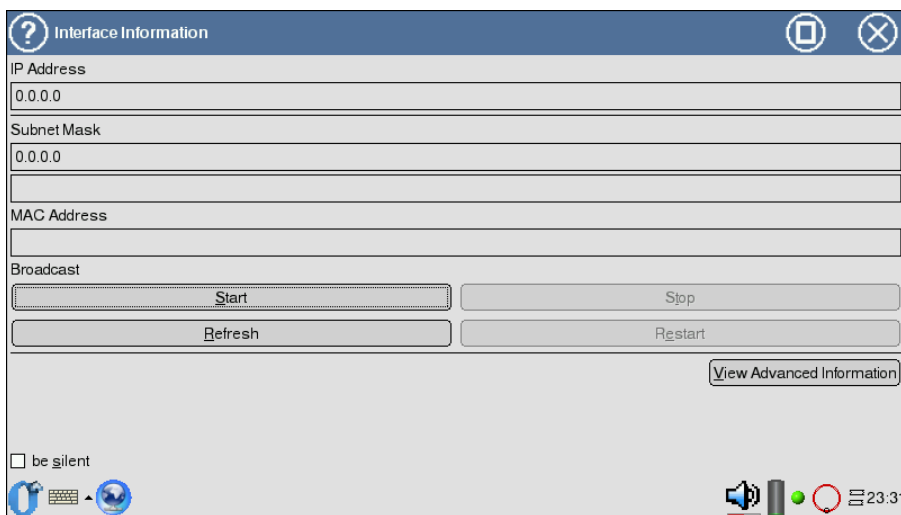 Interface Information
IP Address
0.0.0.0
Subnet Mask
0.0.0.0
MAC Address
Broadcast
Start
Stop
Refresh
Restart
View Advanced Information
be silent
23:31